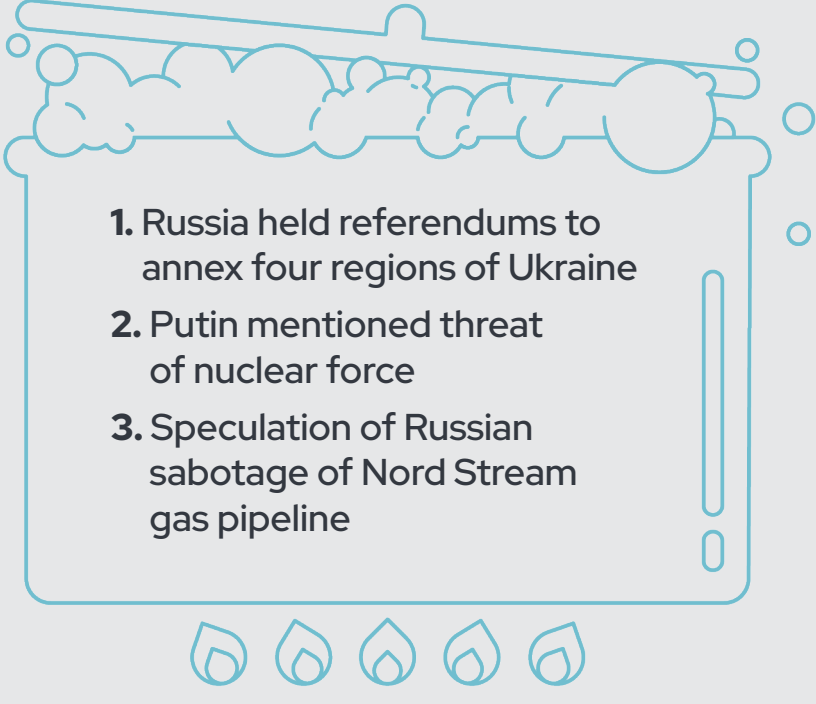 1. Russia held referendums to
annex four regions of Ukraine
2. Putin mentioned threat
of nuclear force
3. Speculation of Russian
sabotage of Nord Stream
gas pipeline